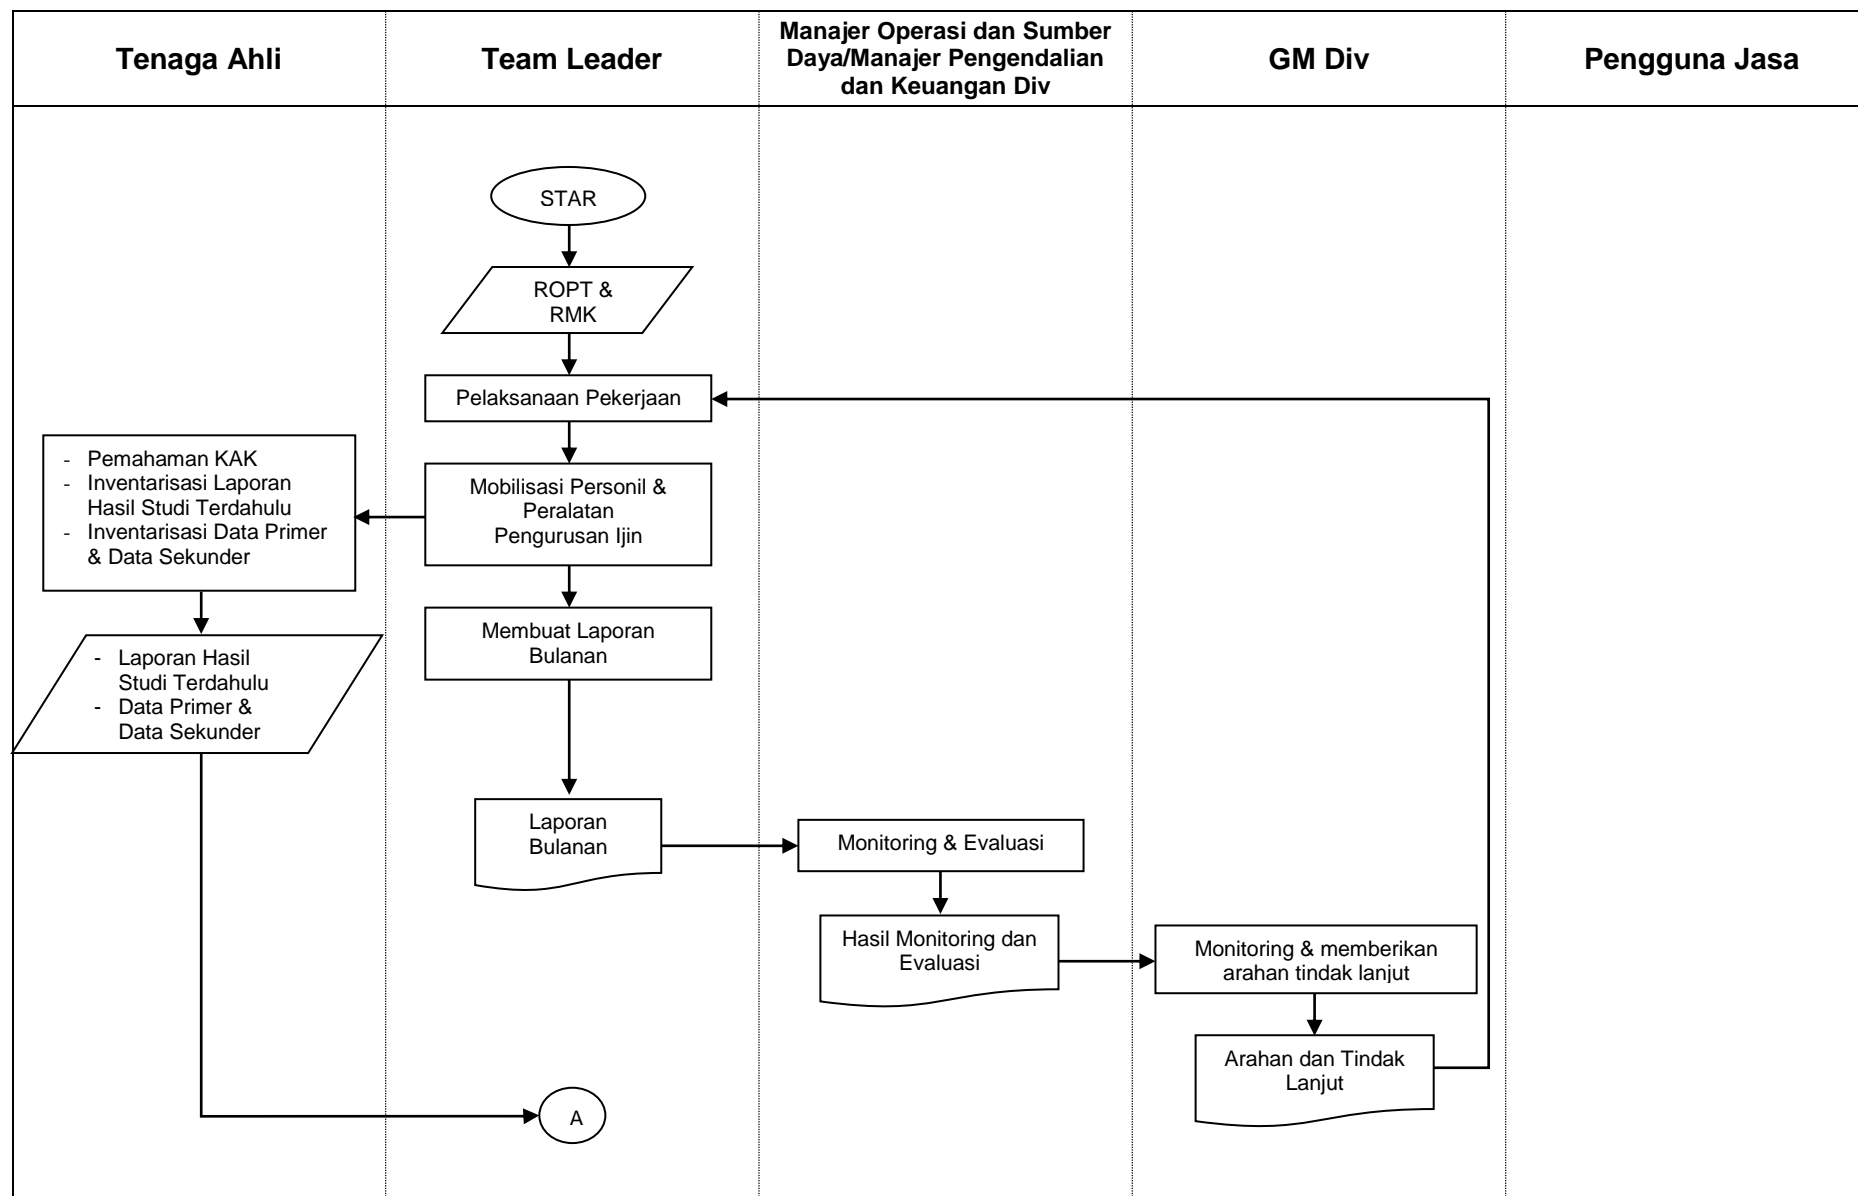 Tenaga Ahli
Team Leader
Manajer Operasi dan Sumber
Daya/Manajer Pengendalian
dan Keuangan Div
GM Div
Pengguna Jasa
STAR
ROPT &
RMK
Pelaksanaan Pekerjaan
- Pemahaman KAK
- Inventarisasi Laporan
Hasil Studi Terdahulu
- Inventarisasi Data Primer
& Data Sekunder
Mobilisasi Personil &
Peralatan
Pengurusan Ijin
Membuat Laporan
Bulanan
- Laporan Hasil
Studi Terdahulu
- Data Primer &
Data Sekunder
Laporan
Bulanan
Monitoring & Evaluasi
Hasil Monitoring dan
Evaluasi
Monitoring & memberikan
arahan tindak lanjut
Arahan dan Tindak
Lanjut
A